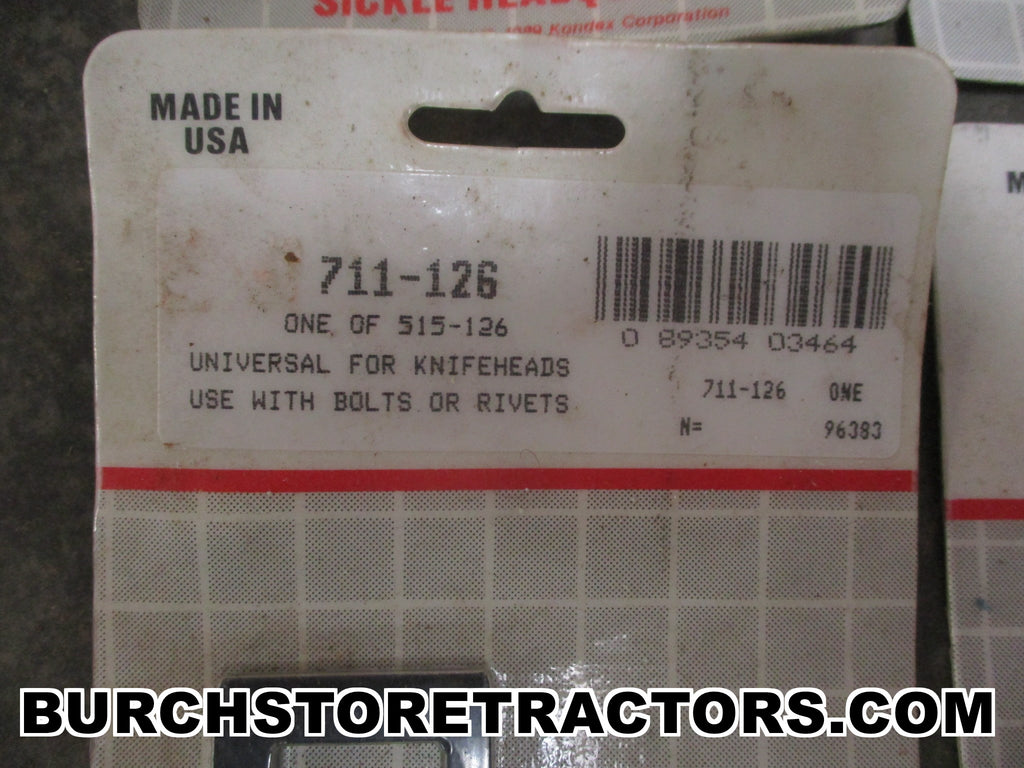 SICKLE
1989 Kondex Corporation
MADE IN
USA
711-126
ONE OF 515-126
UNIVERSAL FOR KNIFEHEADS
USE WITH BOLTS OR RIVETS
0 89354 03464
711-126 ONE
N= 96383
M
BURCHSTORETRACTORS.COM